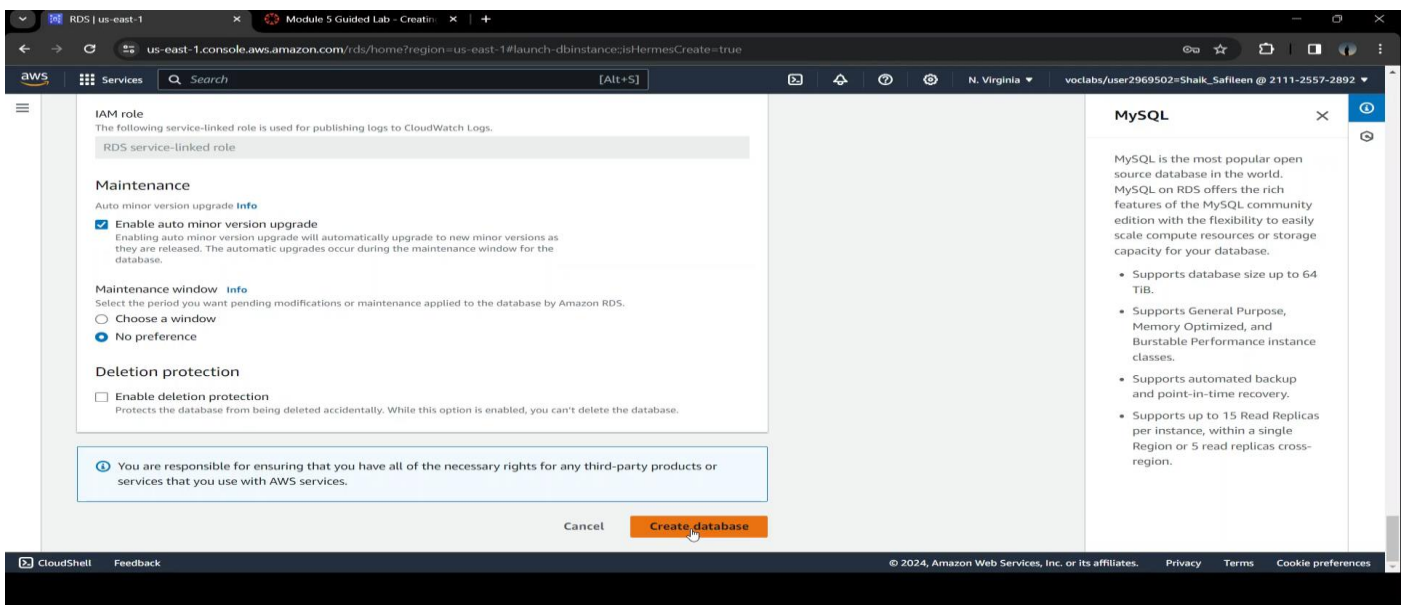 RDS | us-east-1
Module 5 Guided Lab - Creatin
us-east-1.console.aws.amazon.com/rds/home?region=us-east-1#launch-dbinstance:;isHermesCreate=true
aws
Services
Search
[Alt+S]
N. Virginia
voclabs/user2969502=Shaik_Safileen @ 2111-2557-2892
IAM role
The following service-linked role is used for publishing logs to CloudWatch Logs.
RDS service-linked role
Maintenance
Auto minor version upgrade Info
Enable auto minor version upgrade
Enabling auto minor version upgrade will automatically upgrade to new minor versions as
they are released. The automatic upgrades occur during the maintenance window for the
database.
Maintenance window Info
Select the period you want pending modifications or maintenance applied to the database by Amazon RDS.
Choose a window
No preference
Deletion protection
Enable deletion protection
Protects the database from being deleted accidentally. While this option is enabled, you can't delete the database.
You are responsible for ensuring that you have all of the necessary rights for any third-party products or
services that you use with AWS services.
Cancel
Create database
MySQL
MySQL is the most popular open
source database in the world.
MySQL on RDS offers the rich
features of the MySQL community
edition with the flexibility to easily
scale compute resources or storage
capacity for your database.
• Supports database size up to 64
TiB.
• Supports General Purpose,
Memory Optimized, and
Burstable Performance instance
classes.
• Supports automated backup
and point-in-time recovery.
• Supports up to 15 Read Replicas
per instance, within a single
Region or 5 read replicas cross-
region.
CloudShell
Feedback
© 2024, Amazon Web Services, Inc. or its affiliates.
Privacy
Terms
Cookie preferences